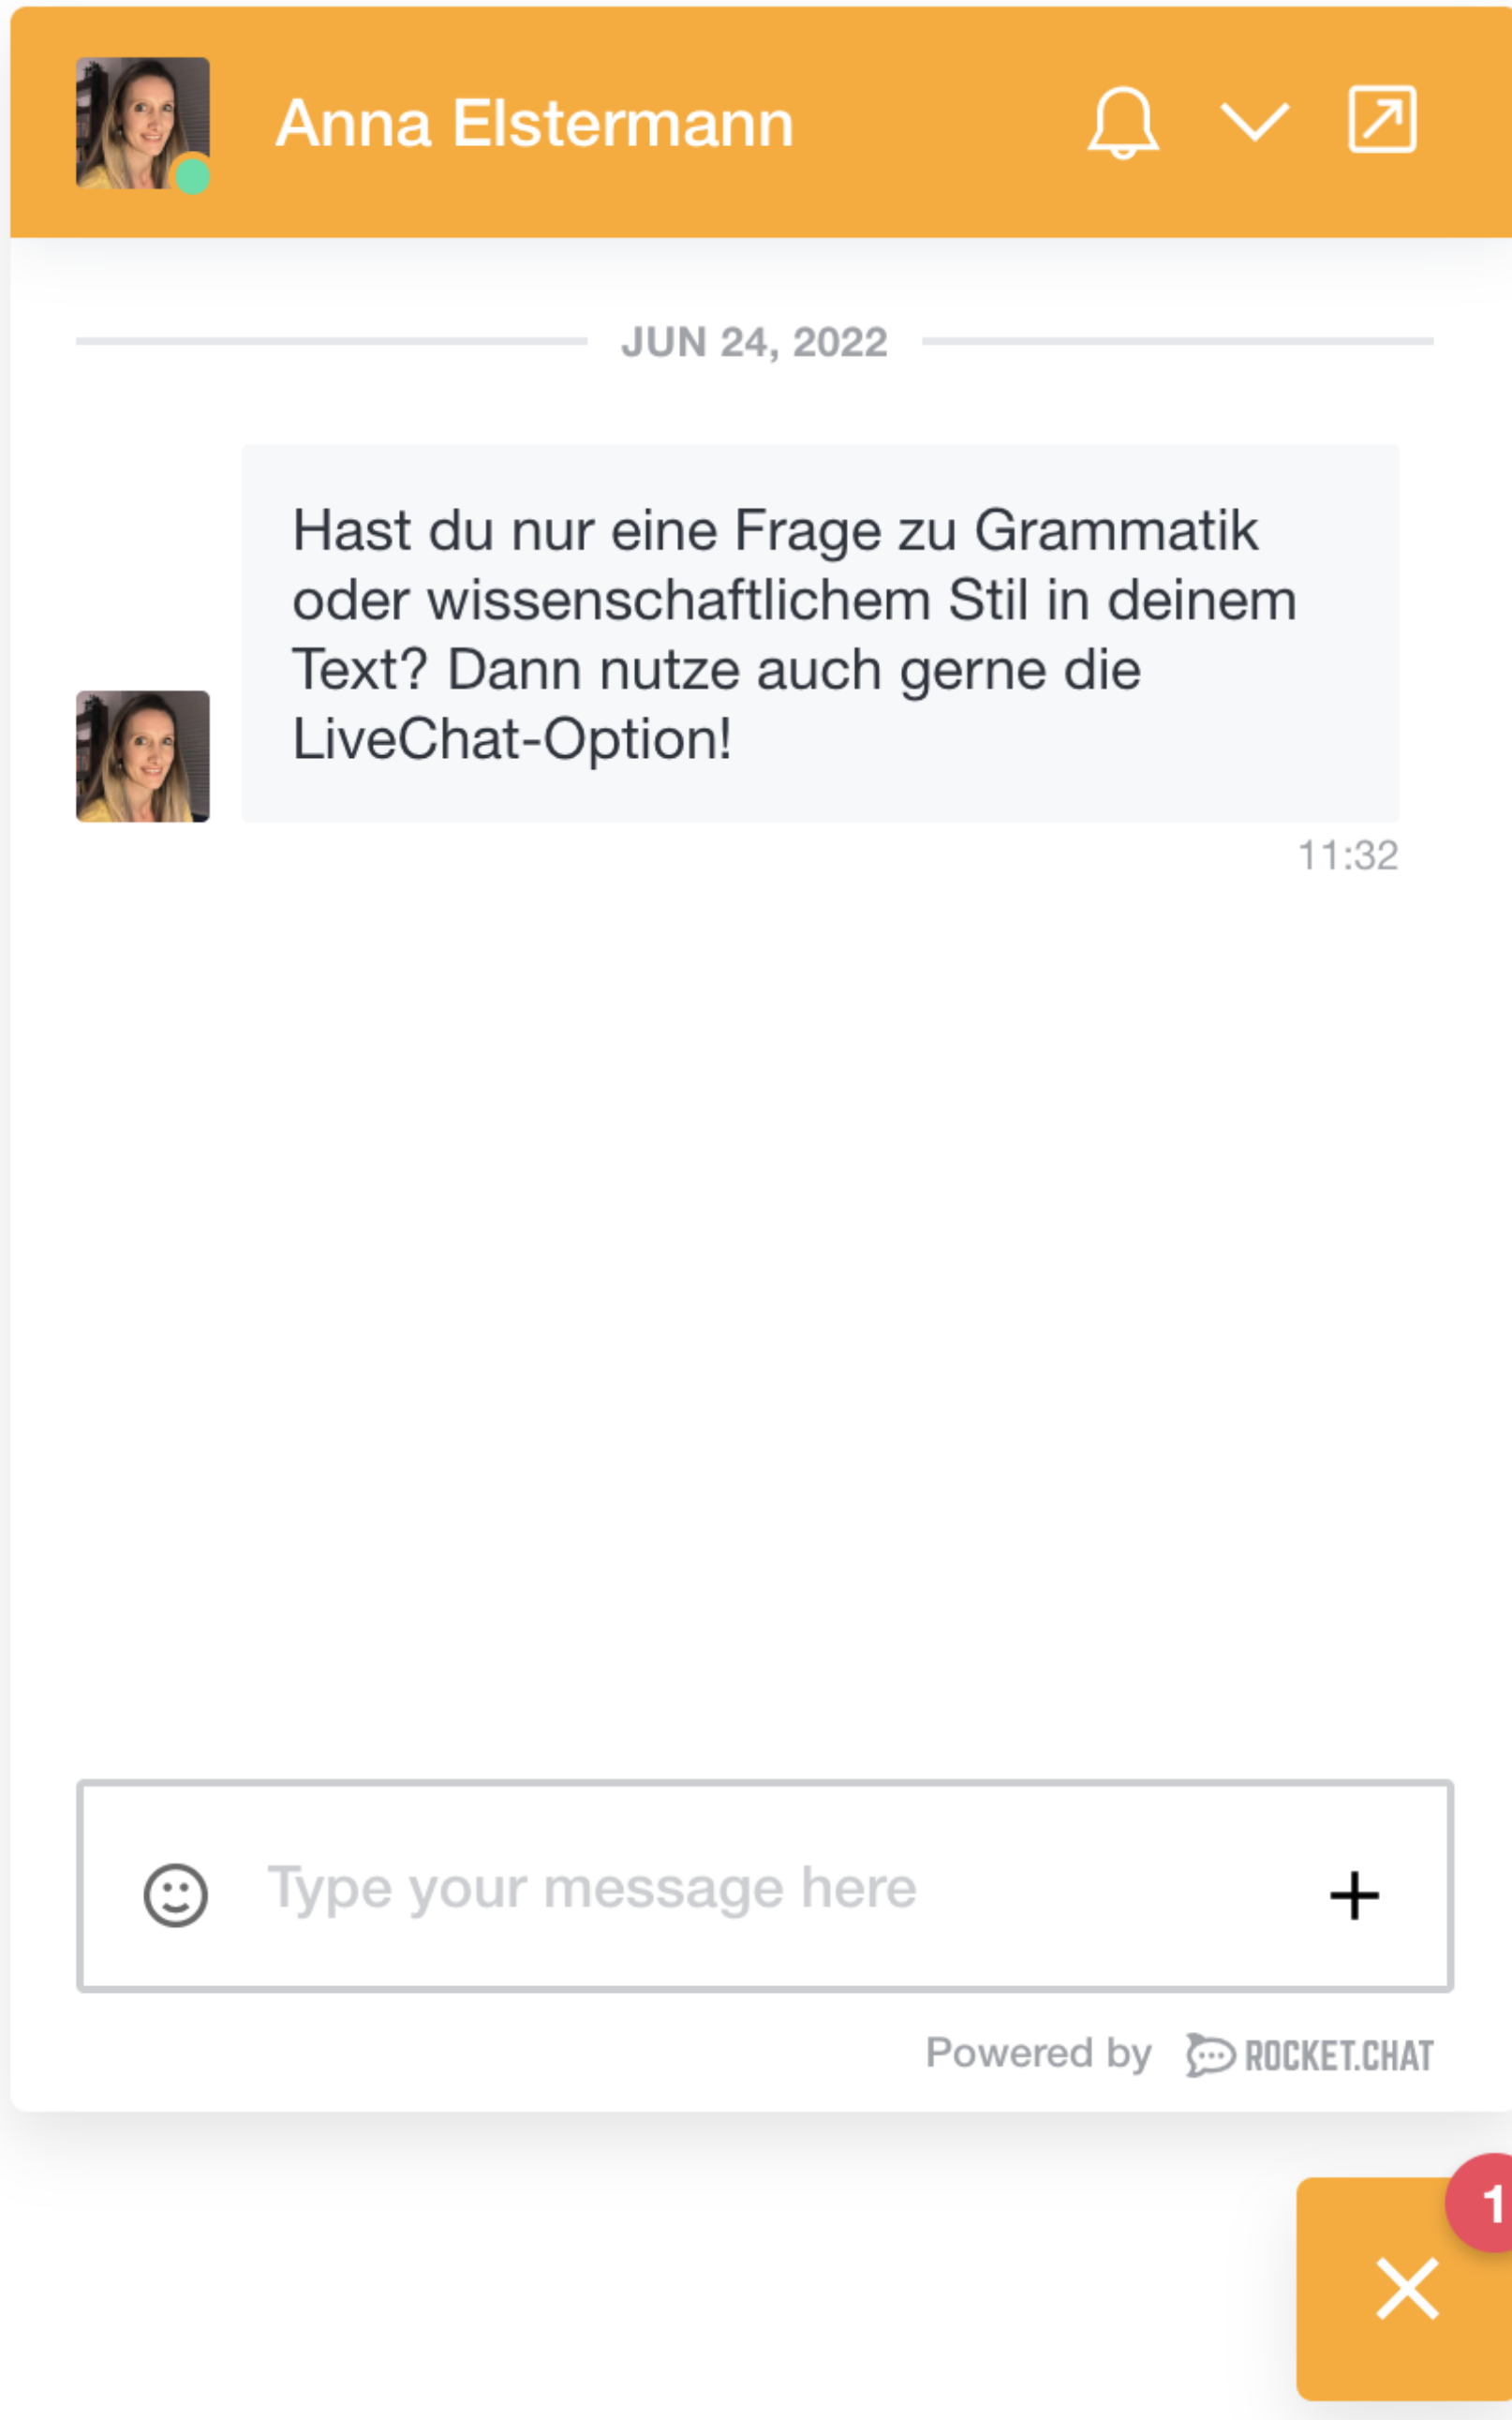 Anna Elstermann
JUN 24, 2022
Hast du nur eine Frage zu Grammatik
oder wissenschaftlichem Stil in deinem
Text? Dann nutze auch gerne die
LiveChat-Option!
11:32
Type your message here
Powered by ROCKET.CHAT
1